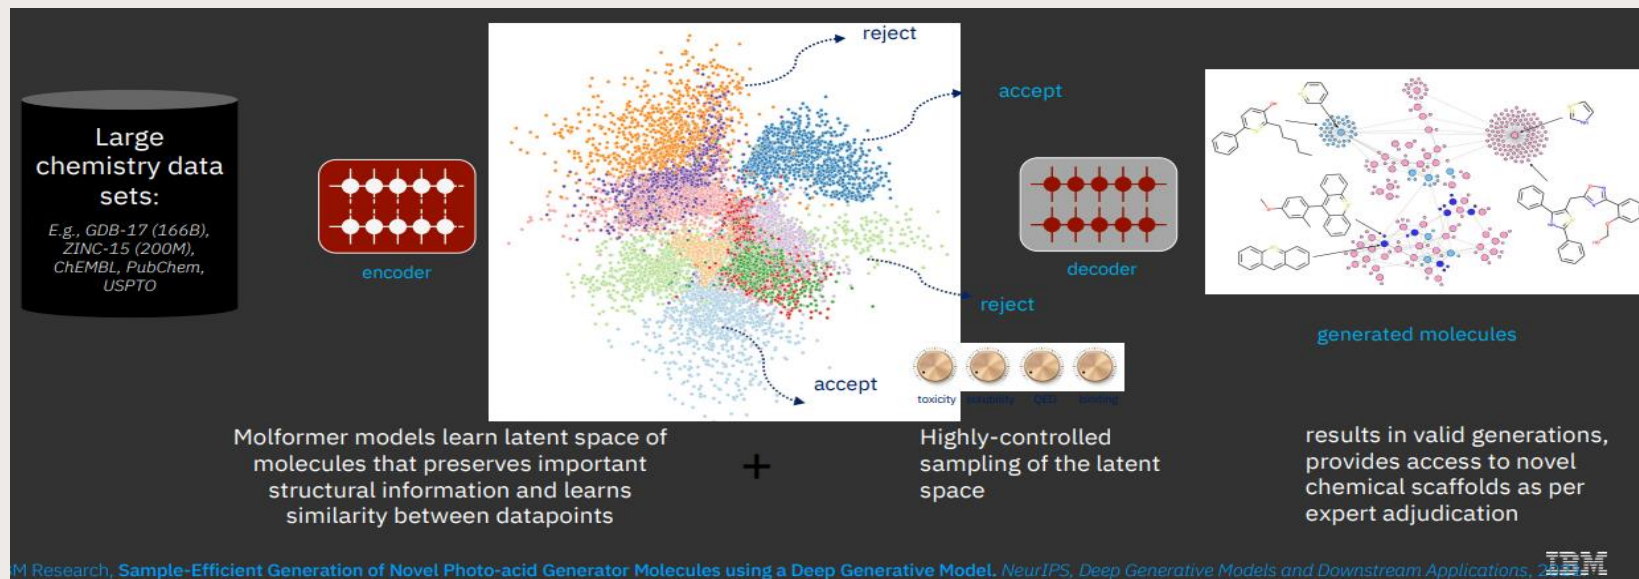 Large
chemistry data
sets:
E.g., GDB-17 (166B),
ZINC-15 (200M),
ChEMBL, PubChem,
USPTO
encoder
reject
accept
reject
accept
decoder
toxicity solubility QED binding
generated molecules
Molformer models learn latent space of
molecules that preserves important
structural information and learns
similarity between datapoints
+
Highly-controlled
sampling of the latent
space
results in valid generations,
provides access to novel
chemical scaffolds as per
expert adjudication
M Research, Sample-Efficient Generation of Novel Photo-acid Generator Molecules using a Deep Generative Model. NeurIPS, Deep Generative Models and Downstream Applications,
IBM